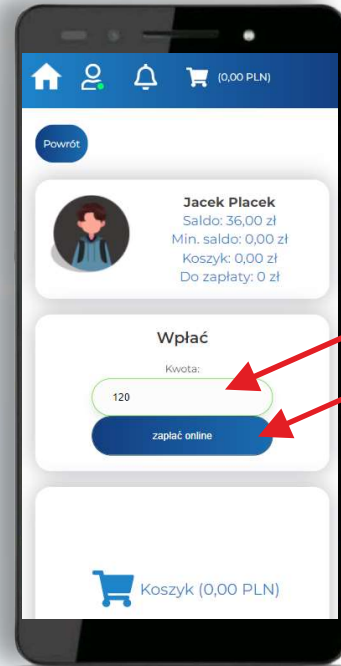 (0,00 PLN)
Powrót
Jacek Placek
Saldo: 36,00 zł
Min. saldo: 0,00 zł
Koszyk: 0,00 zł
Do zapłaty: 0 zł
Wpłać
Kwota:
120
zapłać online
Koszyk (0,00 PLN)